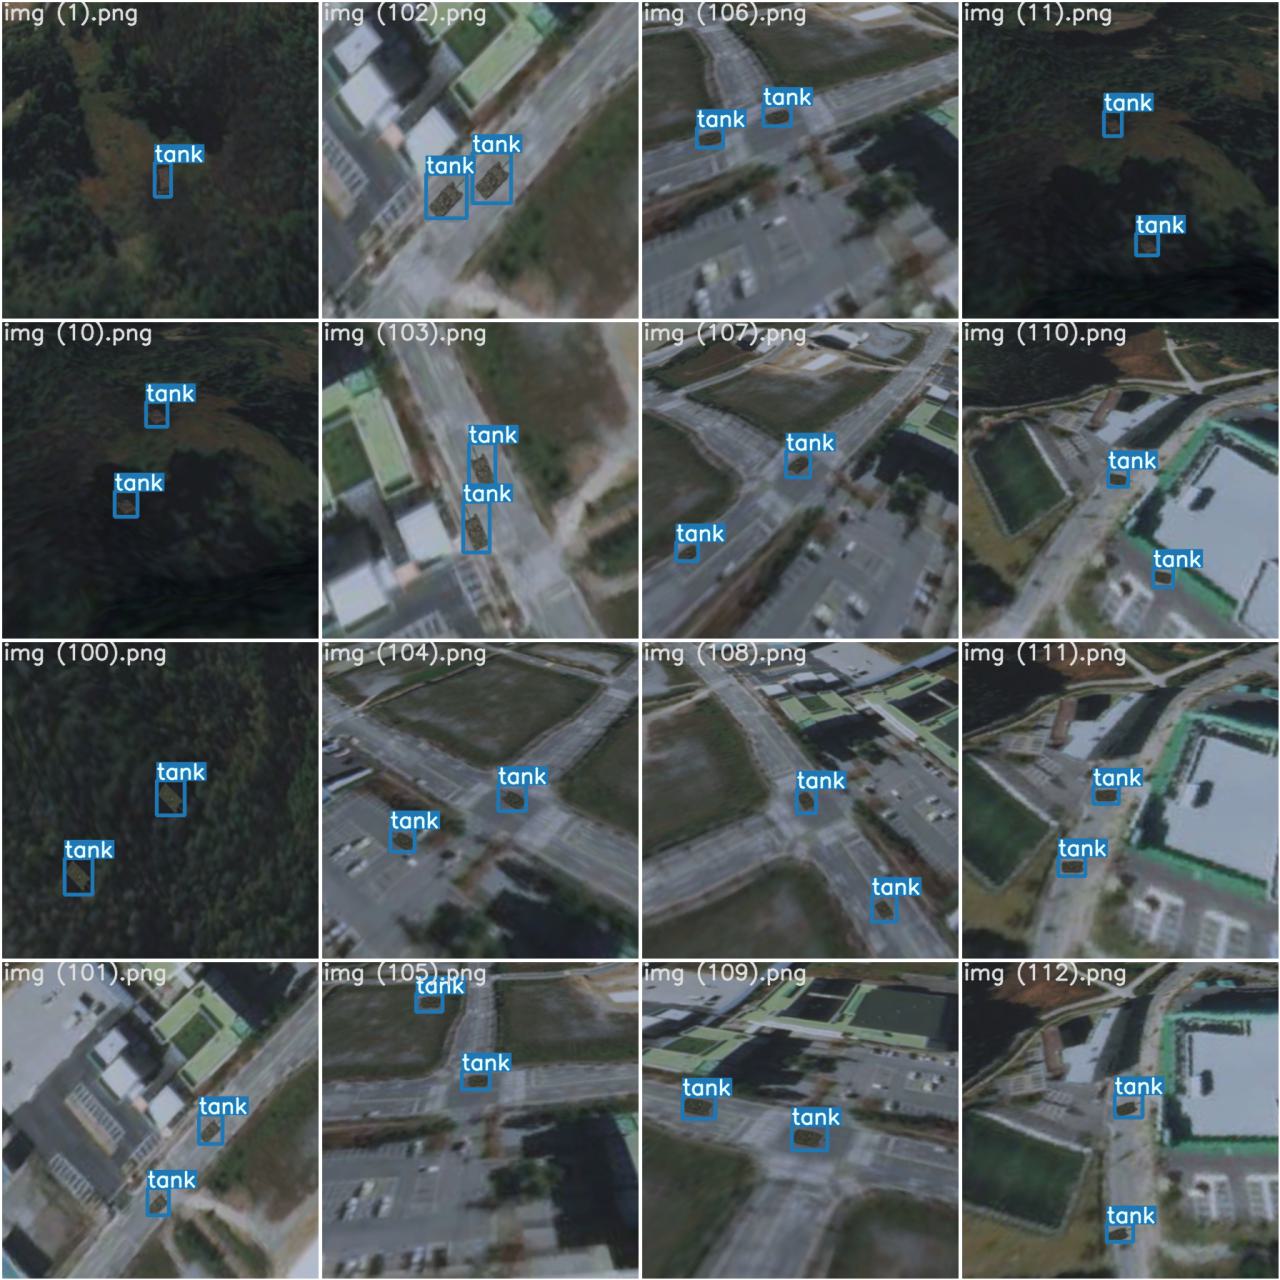 img (1).png
tank
img (102).png
tank
tank
img (106).png
tank
tank
img (11).png
tank
tank
img (10).png
tank
tank
img (103).png
tank
tank
img (107).png
tank
tank
img (110).png
tank
tank
img (100).png
tank
tank
img (104).png
tank
tank
img (108).png
tank
tank
img (111).png
tank
tank
img (101).png
tank
tank
img (105).png
tank
tank
img (109).png
tank
tank
img (112).png
tank
tank